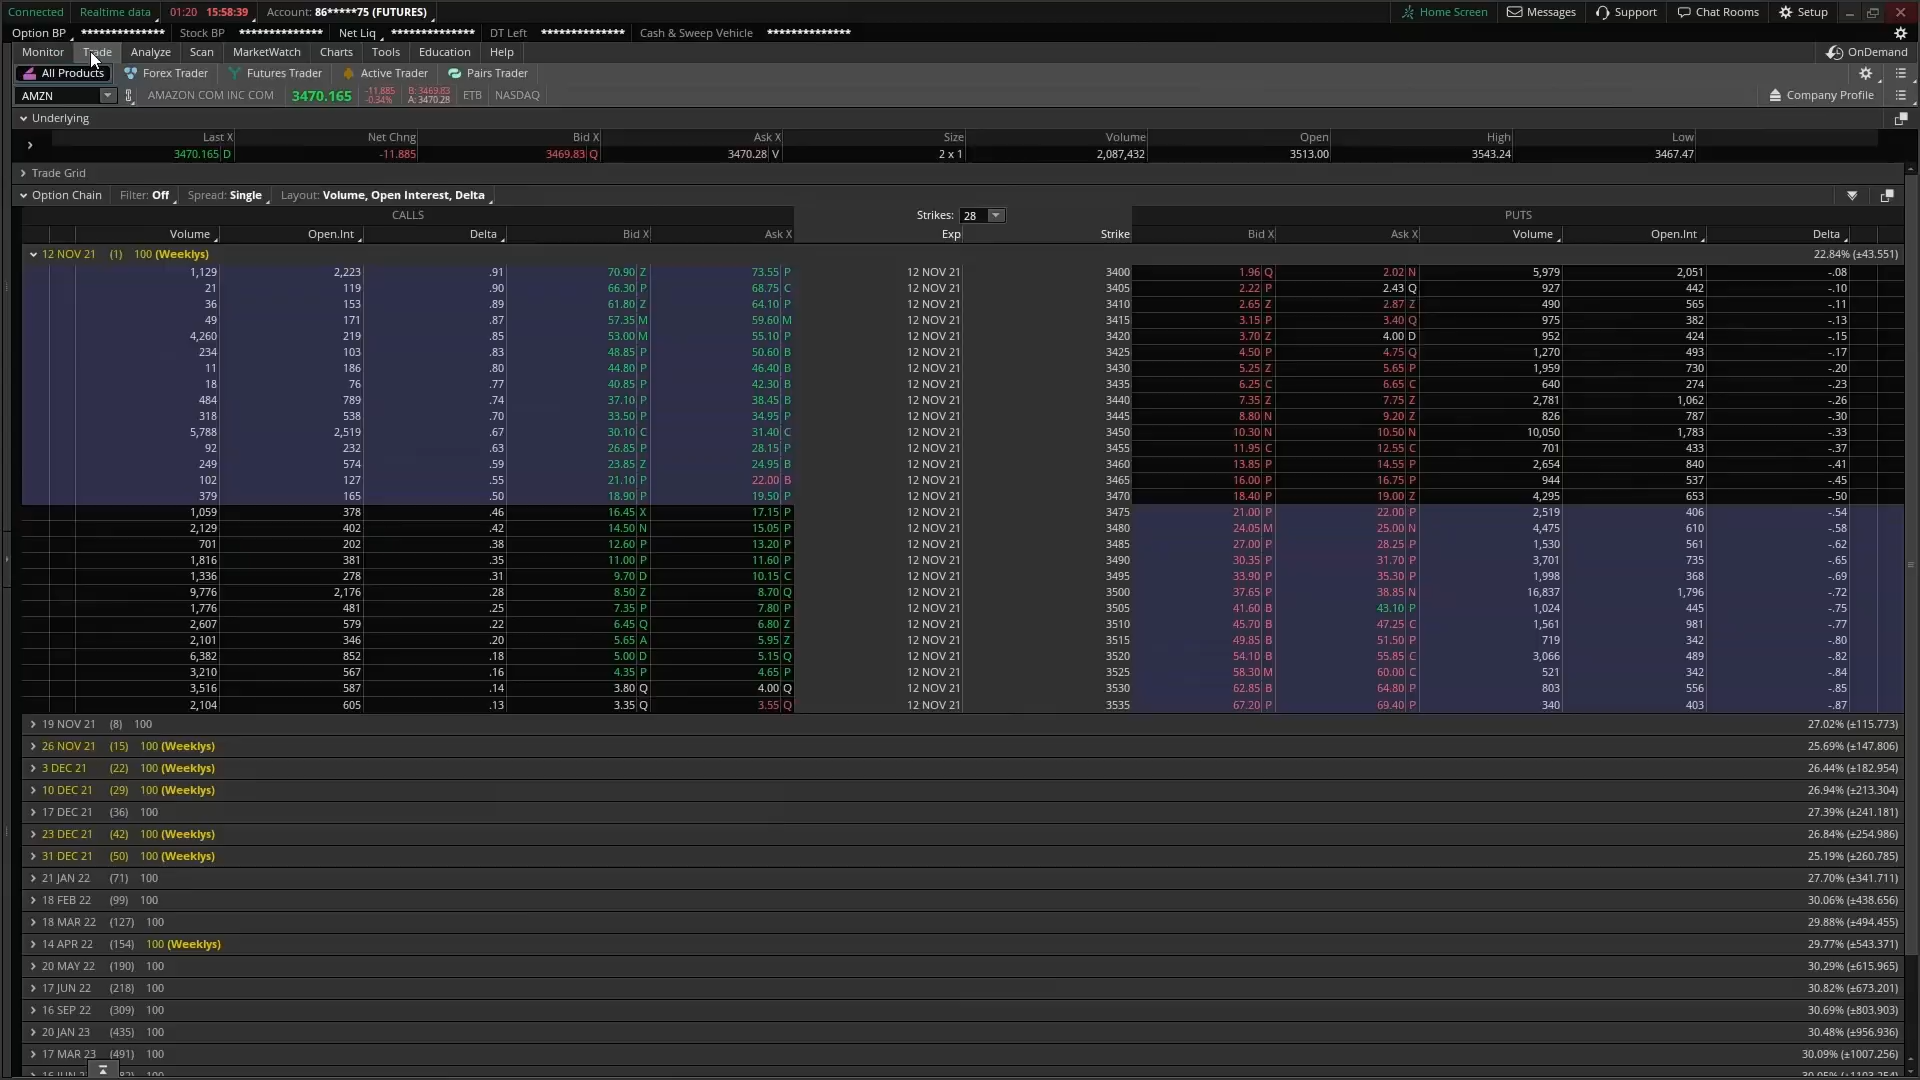 Connected Realtime data 01:20 15:58:39 Account: 86*****75 (FUTURES) Home Screen Messages Support Chat Rooms Setup
Option BP ************** Stock BP ************** Net Liq ************** DT Left ************** Cash & Sweep Vehicle **************
Monitor Trade Analyze Scan MarketWatch Charts Tools Education Help OnDemand
All Products Forex Trader Futures Trader Active Trader Pairs Trader
AMZN AMAZON COM INC COM 3470.165 -11.885 -0.34% B: 3469.83 A: 3470.28 ETB NASDAQ Company Profile
Underlying
Last X Net Chng Bid X Ask X Size Volume Open High Low
3470.165 D -11.885 3469.83 Q 3470.28 V 2 x 1 2,087,432 3513.00 3543.24 3467.47
Trade Grid
Option Chain Filter: Off Spread: Single Layout: Volume, Open Interest, Delta
CALLS Strikes: 28 PUTS
Volume Open.Int Delta Bid X Ask X Exp Strike Bid X Ask X Volume Open.Int Delta
12 NOV 21 (1) 100 (Weeklys) 22.84% (±43.551)
1,129 2,223 .91 70.90 Z 73.55 P 12 NOV 21 3400 1.96 Q 2.02 N 5,979 2,051 -.08
21 119 .90 66.30 P 68.75 C 12 NOV 21 3405 2.22 P 2.43 Q 927 442 -.10
36 153 .89 61.80 Z 64.10 P 12 NOV 21 3410 2.65 Z 2.87 Z 490 565 -.11
49 171 .87 57.35 M 59.60 M 12 NOV 21 3415 3.15 P 3.40 Q 975 382 -.13
4,260 219 .85 53.00 M 55.10 P 12 NOV 21 3420 3.70 Z 4.00 D 952 424 -.15
234 103 .83 48.85 P 50.60 B 12 NOV 21 3425 4.50 P 4.75 Q 1,270 493 -.17
11 186 .80 44.80 P 46.40 B 12 NOV 21 3430 5.25 Z 5.65 P 1,959 730 -.20
18 76 .77 40.85 P 42.30 B 12 NOV 21 3435 6.25 C 6.65 C 640 274 -.23
484 789 .74 37.10 P 38.45 B 12 NOV 21 3440 7.35 Z 7.75 Z 2,781 1,062 -.26
318 538 .70 33.50 P 34.95 P 12 NOV 21 3445 8.80 N 9.20 Z 826 787 -.30
5,788 2,519 .67 30.10 C 31.40 C 12 NOV 21 3450 10.30 N 10.50 N 10,050 1,783 -.33
92 232 .63 26.85 P 28.15 P 12 NOV 21 3455 11.95 C 12.55 C 701 433 -.37
249 574 .59 23.85 Z 24.95 B 12 NOV 21 3460 13.85 P 14.55 P 2,654 840 -.41
102 127 .55 21.10 P 22.00 B 12 NOV 21 3465 16.00 P 16.75 P 944 537 -.45
379 165 .50 18.90 P 19.50 P 12 NOV 21 3470 18.40 P 19.00 Z 4,295 653 -.50
1,059 378 .46 16.45 X 17.15 P 12 NOV 21 3475 21.00 P 22.00 P 2,519 406 -.54
2,129 402 .42 14.50 N 15.05 P 12 NOV 21 3480 24.05 M 25.00 N 4,475 610 -.58
701 202 .38 12.60 P 13.20 P 12 NOV 21 3485 27.00 P 28.25 P 1,530 561 -.62
1,816 381 .35 11.00 P 11.60 P 12 NOV 21 3490 30.35 P 31.70 P 3,701 735 -.65
1,336 278 .31 9.70 D 10.15 C 12 NOV 21 3495 33.90 P 35.30 P 1,998 368 -.69
9,776 2,176 .28 8.50 Z 8.70 Q 12 NOV 21 3500 37.65 P 38.85 N 16,837 1,796 -.72
1,776 481 .25 7.35 P 7.80 P 12 NOV 21 3505 41.60 B 43.10 P 1,024 445 -.75
2,607 579 .22 6.45 Q 6.80 Z 12 NOV 21 3510 45.70 B 47.25 C 1,561 981 -.77
2,101 346 .20 5.65 A 5.95 Z 12 NOV 21 3515 49.85 B 51.50 P 719 342 -.80
6,382 852 .18 5.00 D 5.15 Q 12 NOV 21 3520 54.10 B 55.85 C 3,066 489 -.82
3,210 567 .16 4.35 P 4.65 P 12 NOV 21 3525 58.30 M 60.00 C 521 342 -.84
3,516 587 .14 3.80 Q 4.00 Q 12 NOV 21 3530 62.85 B 64.80 P 803 556 -.85
2,104 605 .13 3.35 Q 3.55 Q 12 NOV 21 3535 67.20 P 69.40 P 340 403 -.87
19 NOV 21 (8) 100 27.02% (±115.773)
26 NOV 21 (15) 100 (Weeklys) 25.69% (±147.806)
3 DEC 21 (22) 100 (Weeklys) 26.44% (±182.954)
10 DEC 21 (29) 100 (Weeklys) 26.94% (±213.304)
17 DEC 21 (36) 100 27.39% (±241.181)
23 DEC 21 (42) 100 (Weeklys) 26.84% (±254.986)
31 DEC 21 (50) 100 (Weeklys) 25.19% (±260.785)
21 JAN 22 (71) 100 27.70% (±341.711)
18 FEB 22 (99) 100 30.06% (±438.656)
18 MAR 22 (127) 100 29.88% (±494.455)
14 APR 22 (154) 100 (Weeklys) 29.77% (±543.371)
20 MAY 22 (190) 100 30.29% (±615.965)
17 JUN 22 (218) 100 30.82% (±673.201)
16 SEP 22 (309) 100 30.69% (±803.903)
20 JAN 23 (435) 100 30.48% (±956.936)
17 MAR 23 (491) 100 30.09% (±1007.256)